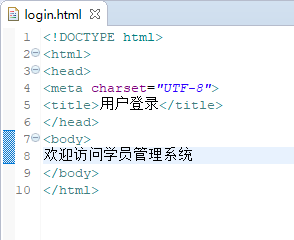 login.html
1 <!DOCTYPE html>
2 <html>
3 <head>
4 <meta charset="UTF-8">
5 <title>用户登录</title>
6 </head>
7 <body>
8 欢迎访问学员管理系统
9 </body>
10 </html>